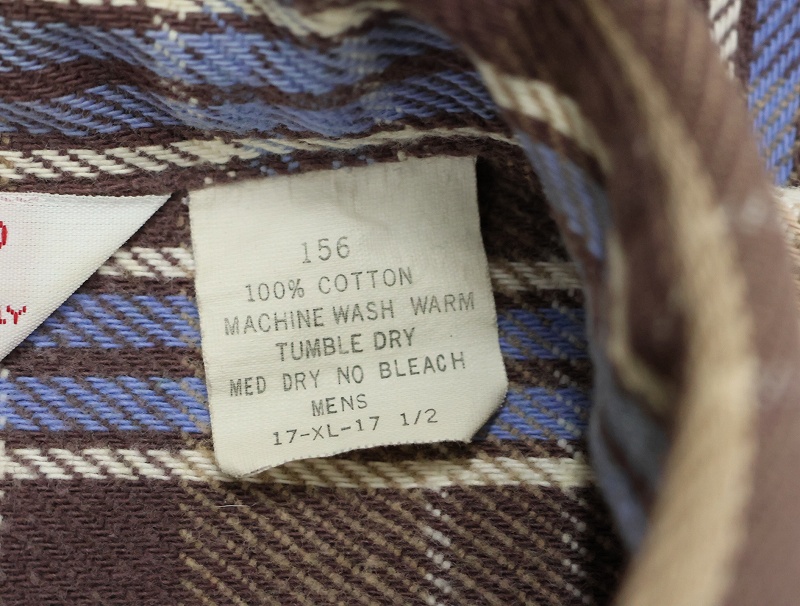 156
100% COTTON
MACHINE WASH WARM
TUMBLE DRY
MED DRY NO BLEACH
MENS
17-XL-17 1/2